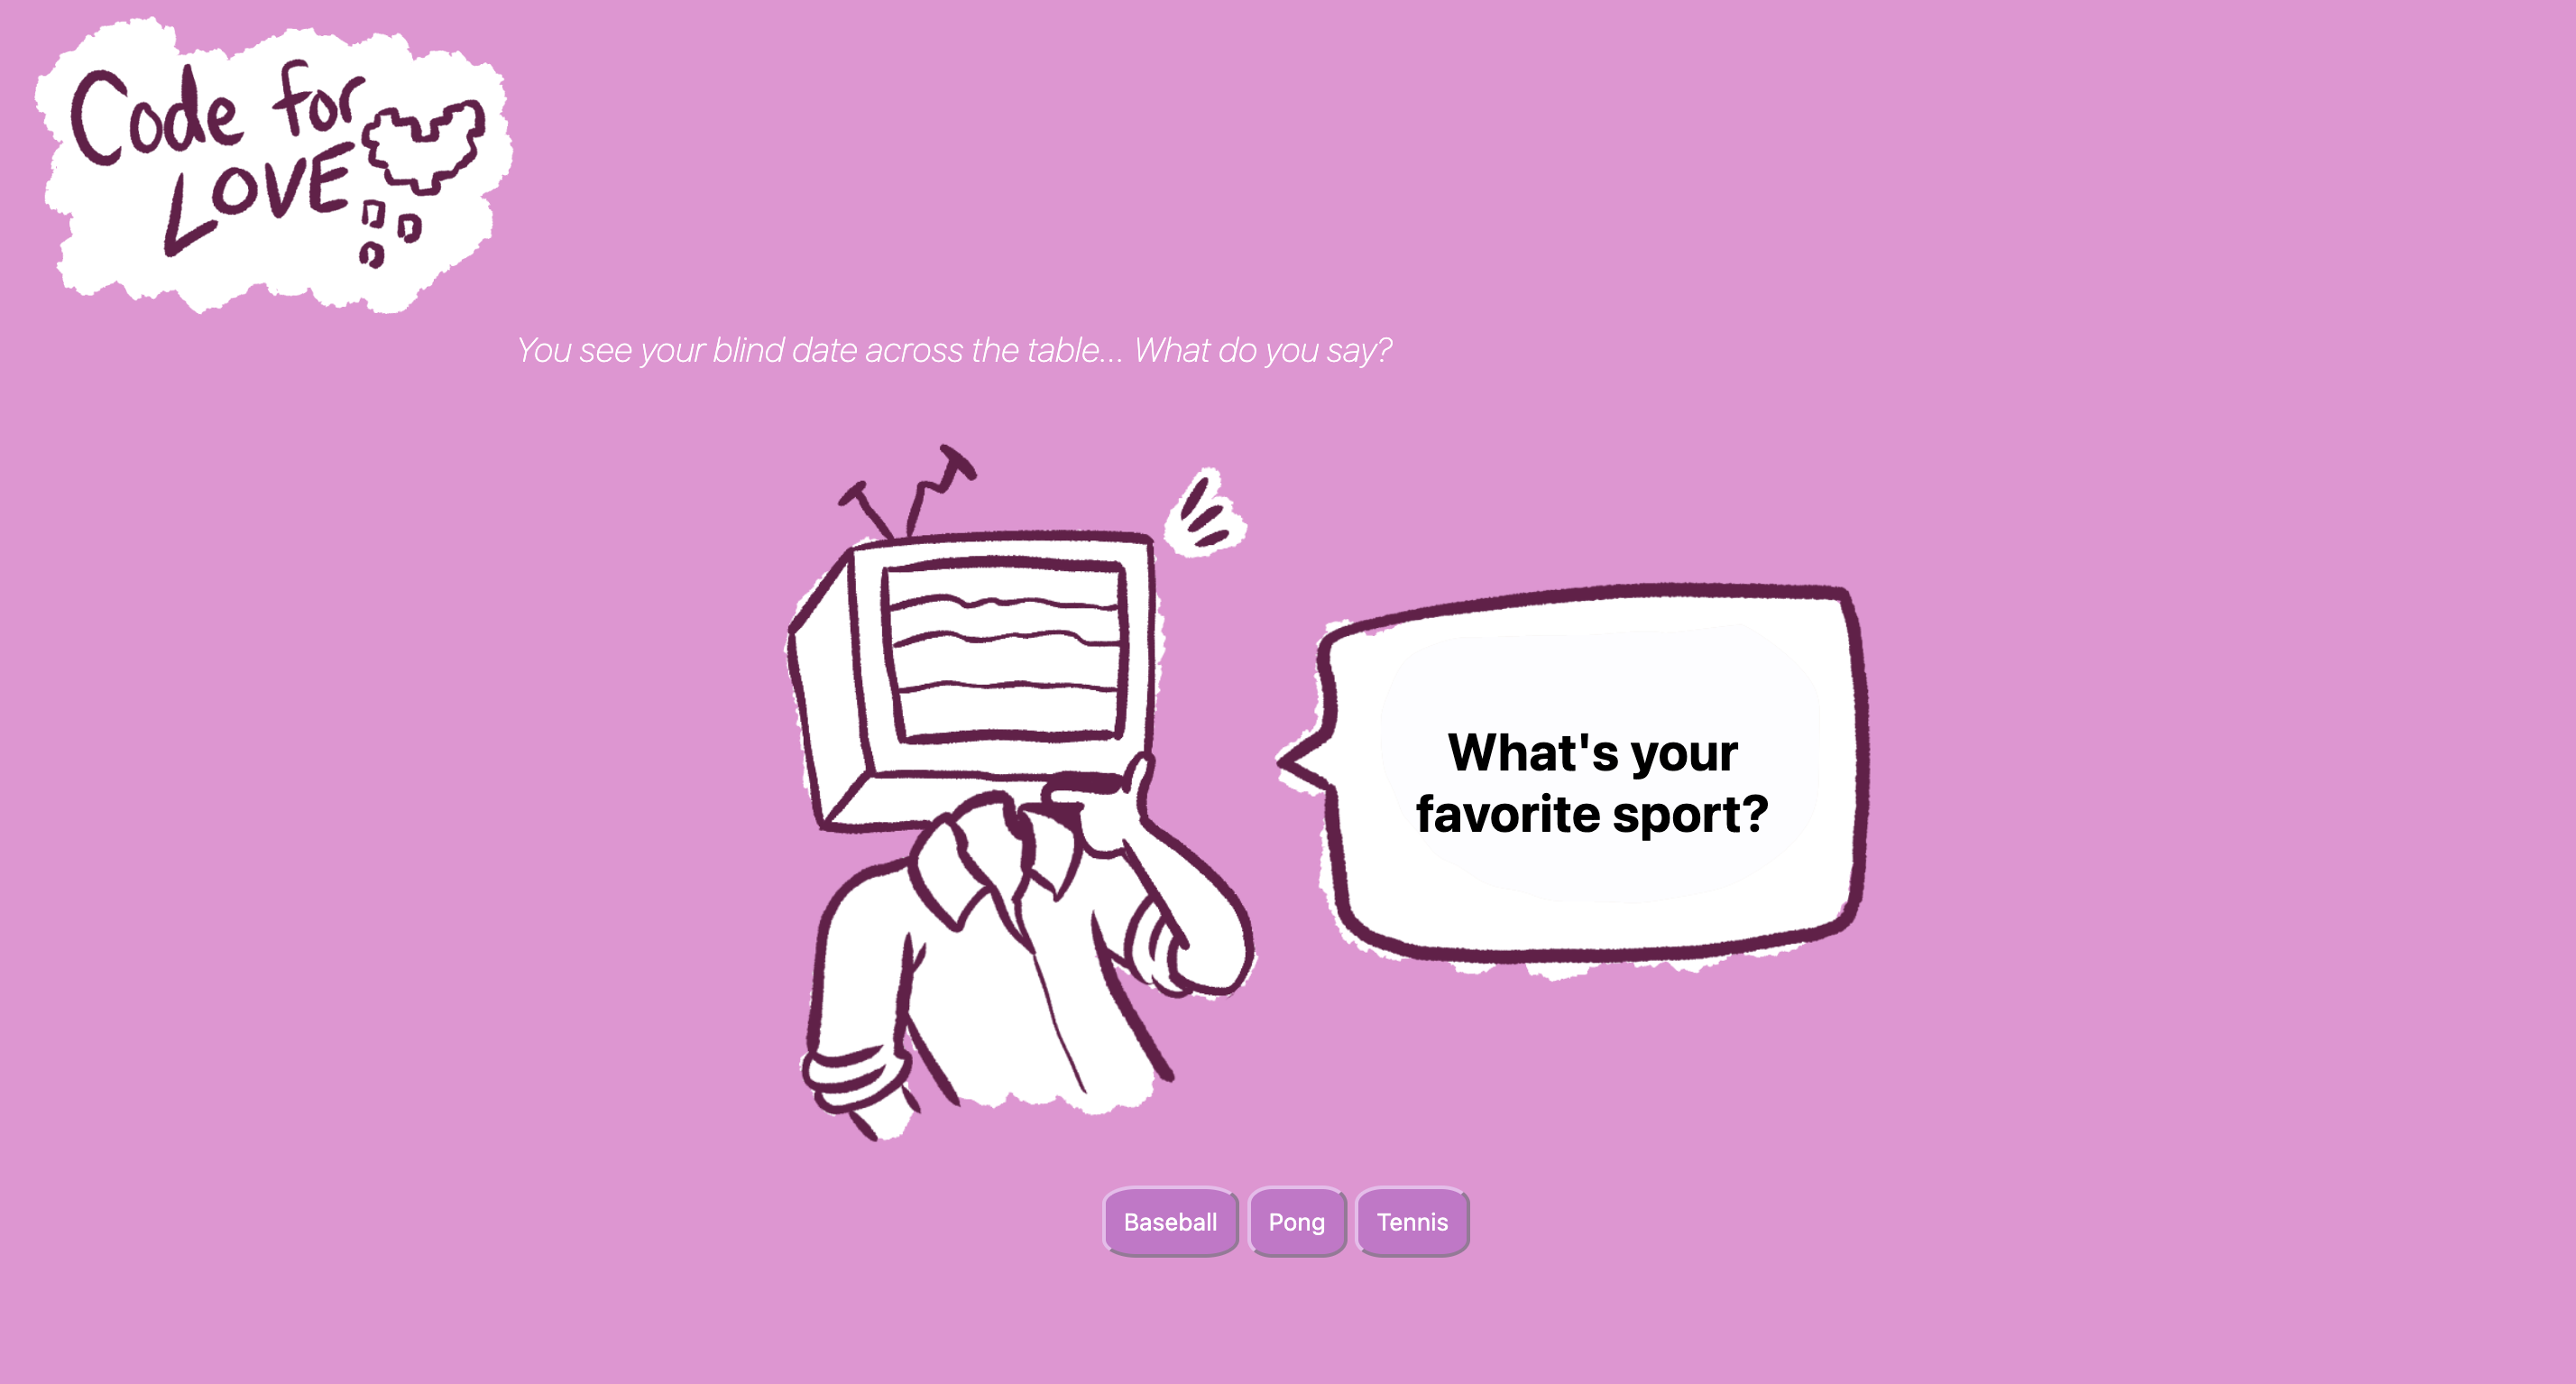 Code for
LOVE
You see your blind date across the table... What do you say?
What's your
favorite sport?
Baseball
Pong
Tennis